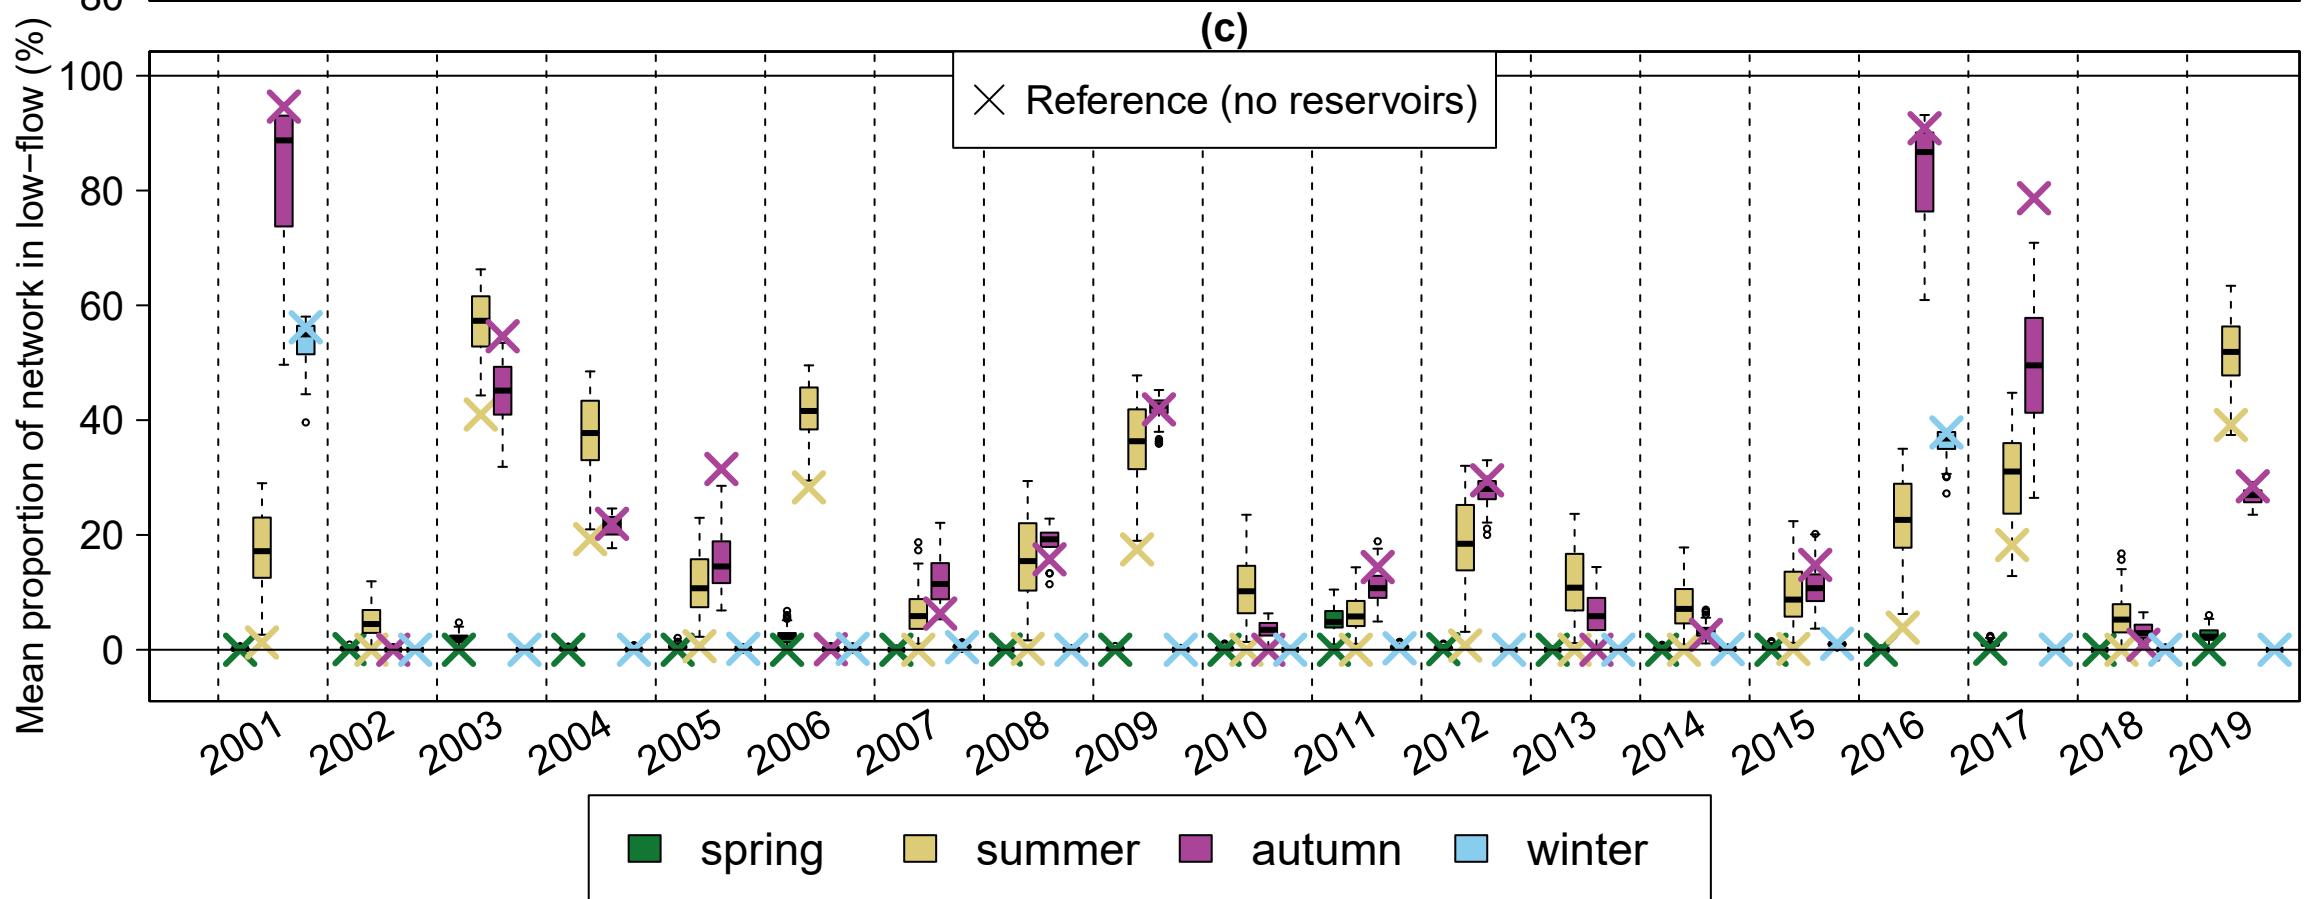 80
(c)
Mean proportion of network in low−flow (%)
100
80
60
40
20
0
Reference (no reservoirs)
2001 2002 2003 2004 2005 2006 2007 2008 2009 2010 2011 2012 2013 2014 2015 2016 2017 2018 2019
spring summer autumn winter